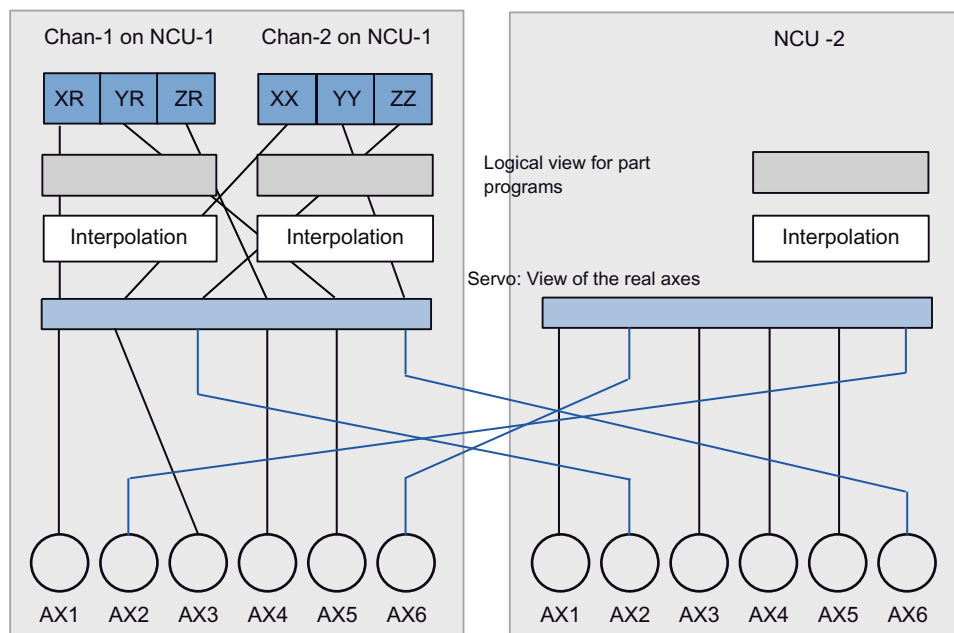 Chan-1 on NCU-1
Chan-2 on NCU-1
NCU -2
XR
YR
ZR
XX
YY
ZZ
Logical view for part
programs
Interpolation
Interpolation
Interpolation
Servo: View of the real axes
AX1
AX2
AX3
AX4
AX5
AX6
AX1
AX2
AX3
AX4
AX5
AX6